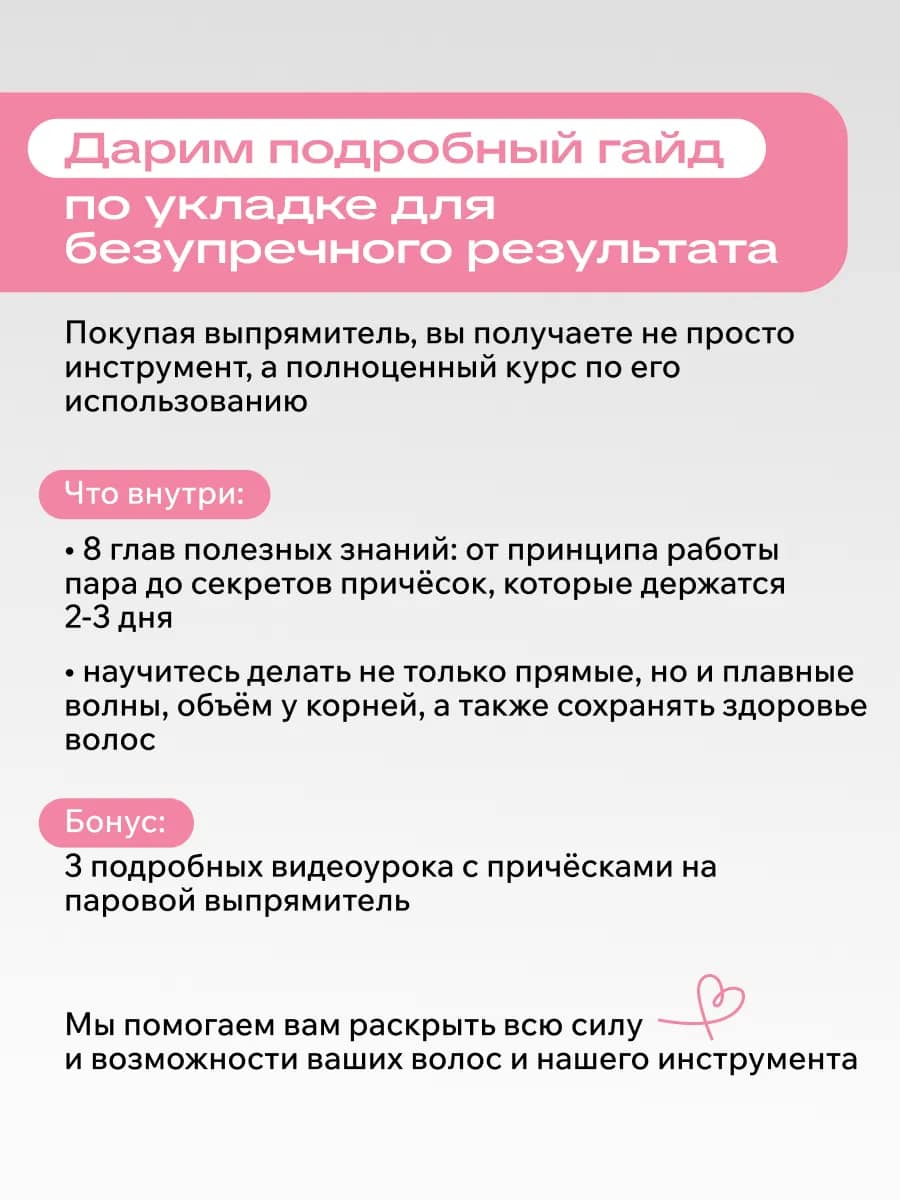 Дарим подробный гайд
по укладке для
безупречного результата
Покупая выпрямитель, вы получаете не просто
инструмент, а полноценный курс по его
использованию
Что внутри:
• 8 глав полезных знаний: от принципа работы
пара до секретов причёсок, которые держатся
2-3 дня
• научитесь делать не только прямые, но и плавные
волны, объём у корней, а также сохранять здоровье
волос
Бонус:
3 подробных видеоурока с причёсками на
паровой выпрямитель
Мы помогаем вам раскрыть всю силу
и возможности ваших волос и нашего инструмента